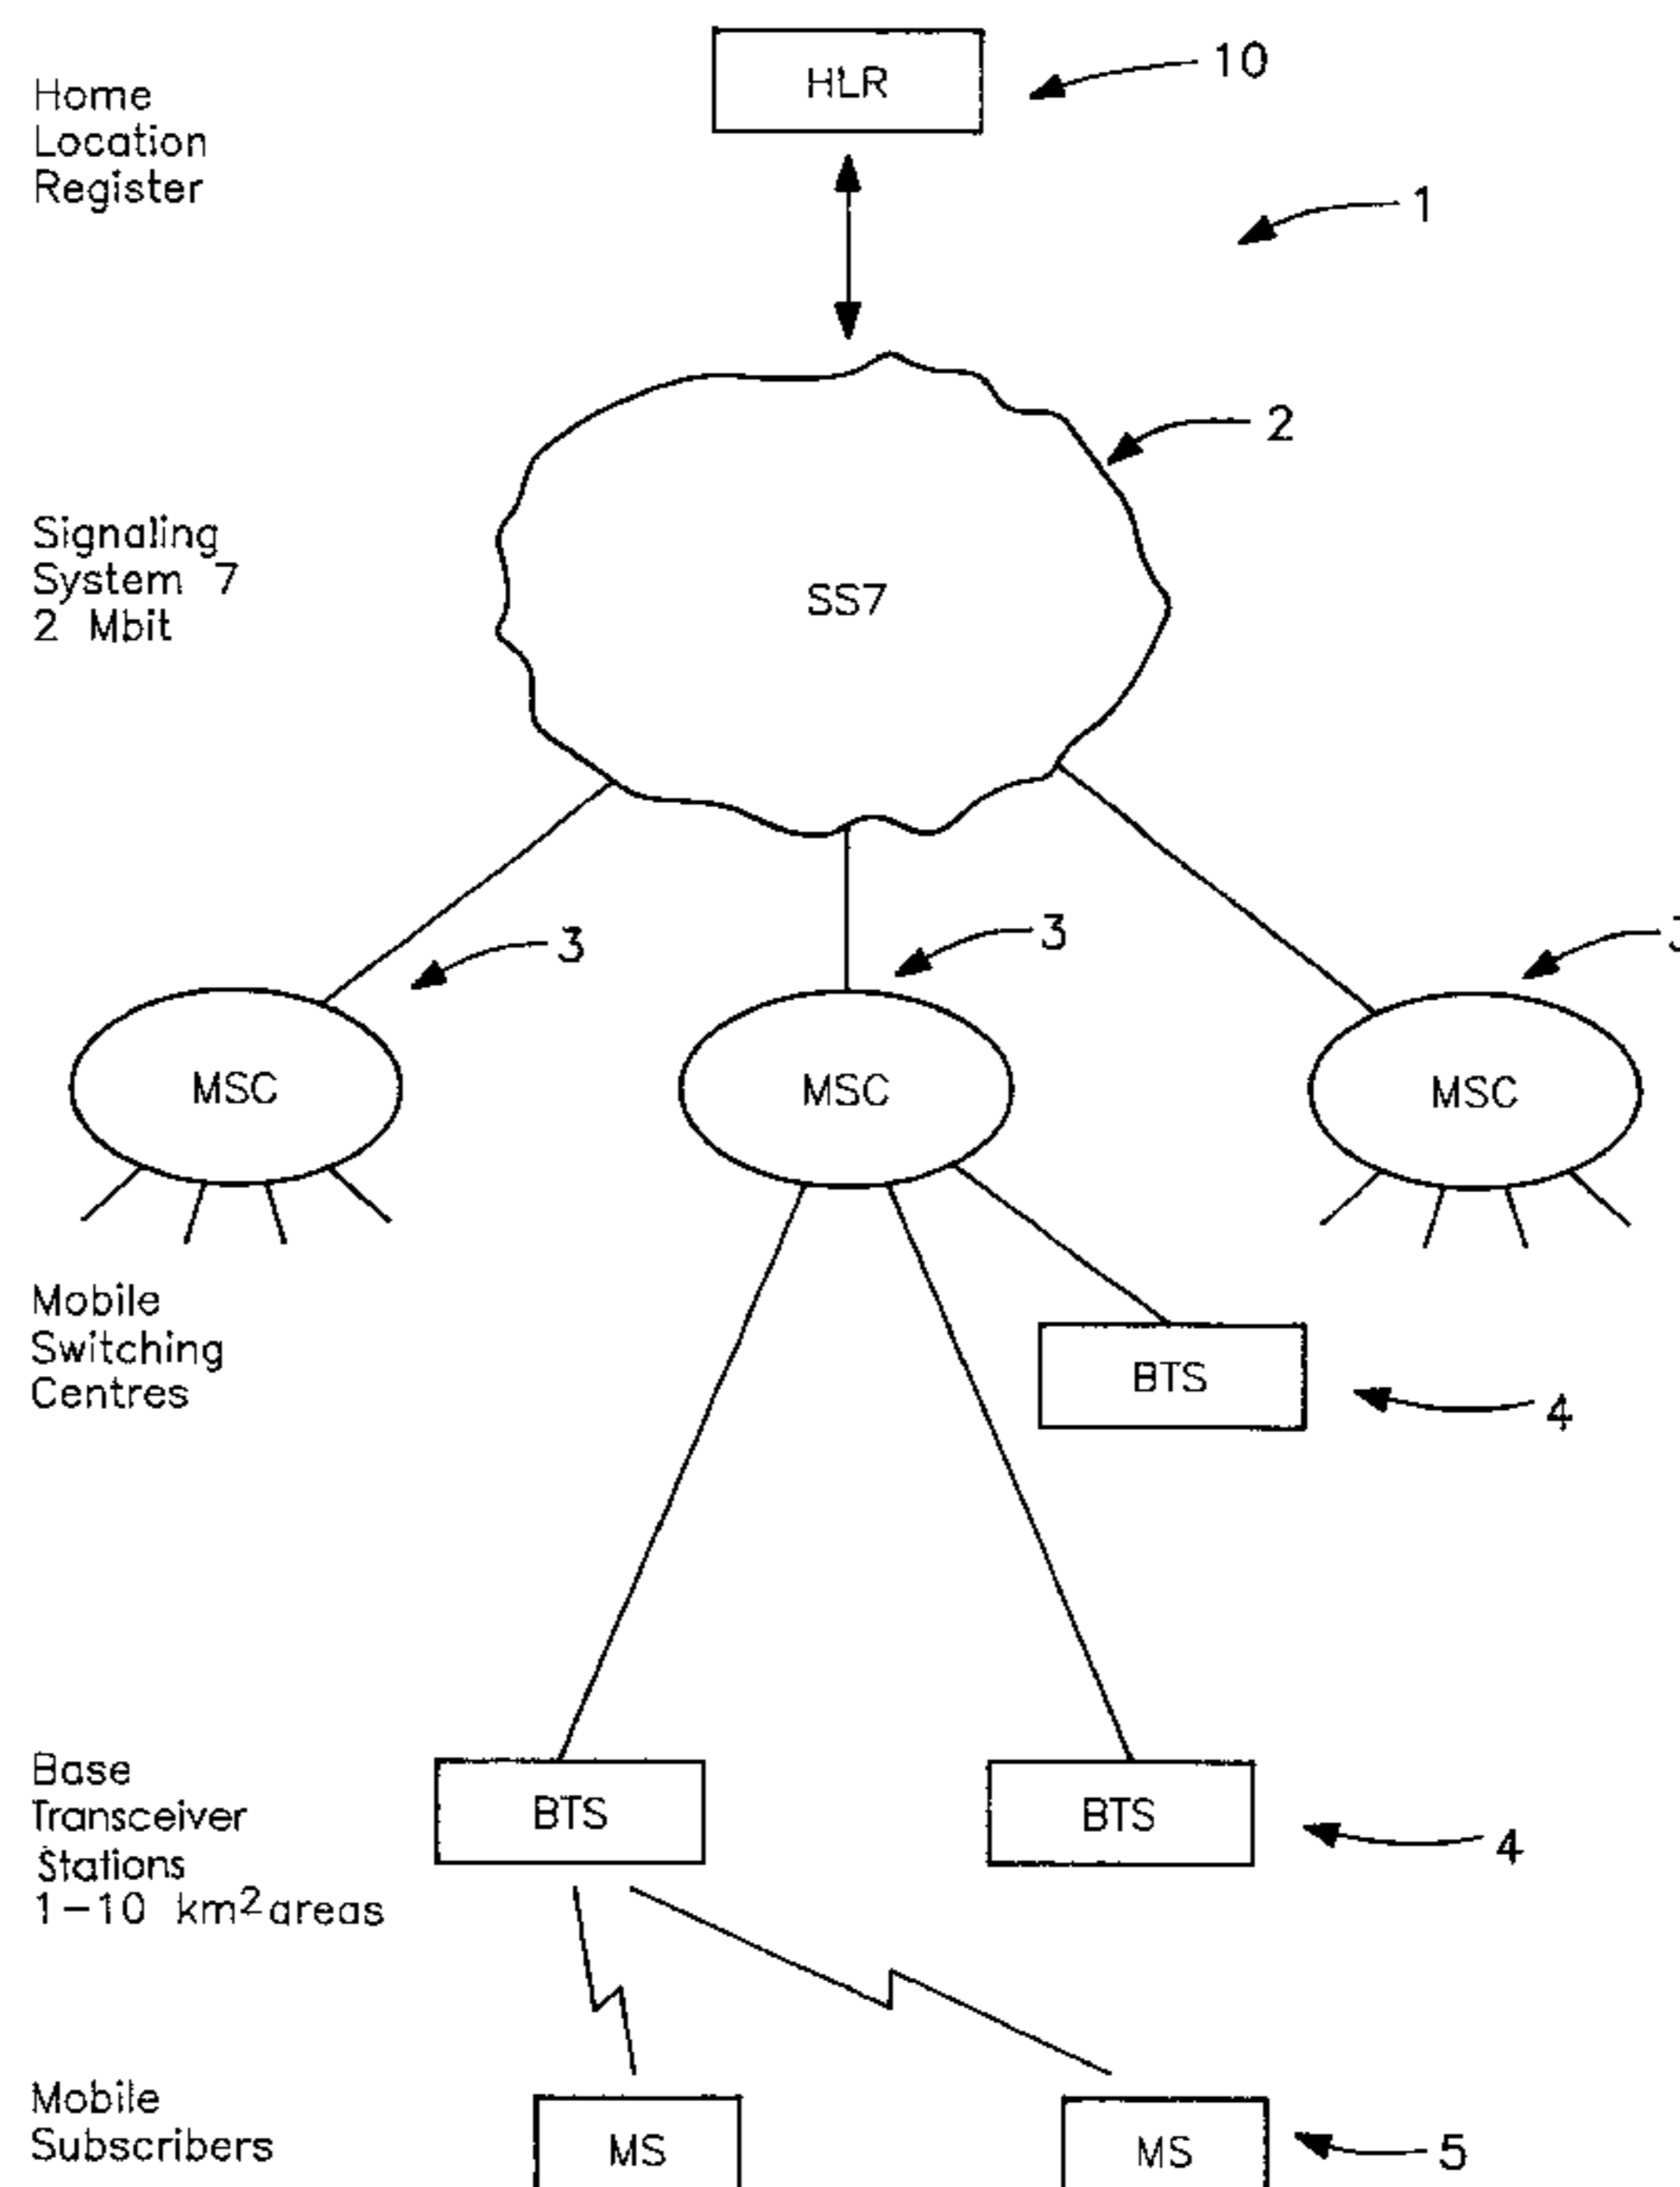 HLR
10
Home
Location
Register
1
2
Signaling
System 7
2 Mbit
SS7
3
3
MSC
MSC
MSC
Mobile
Switching
Centres
BTS
4
Base
Transceiver
Stations
1-10 km² areas
BTS
BTS
4
Mobile
Subscribers
MS
MS
5